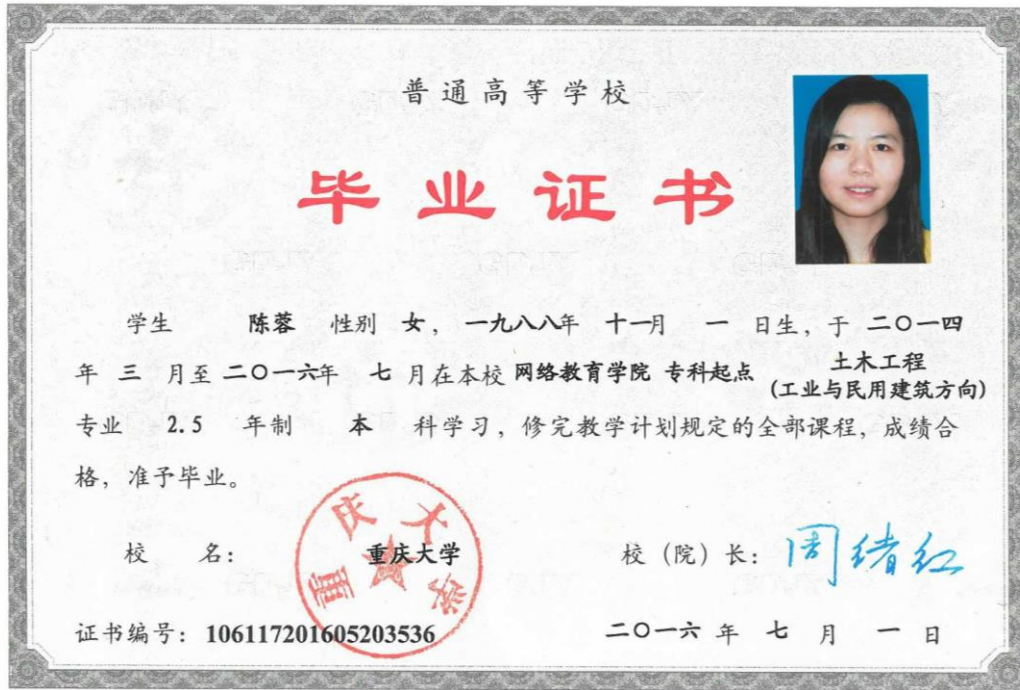 普通高等学校
毕业证书
学生 陈蓉 性别 女，一九八八年 十一月 一 日生，于 二〇一四
年 三 月至 二〇一六年 七 月在本校 网络教育学院 专科起点 土木工程
(工业与民用建筑方向)
专业 2.5 年制 本 科学习，修完教学计划规定的全部课程，成绩合
格，准予毕业。
校 名： 重庆大学 校（院）长：周绪红
重庆大学
证书编号：106117201605203536 二〇一六 年 七 月 一 日